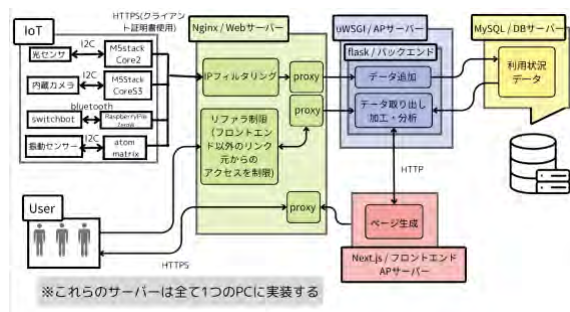 IoT
HTTPS(クライアン
ト証明書使用)
光センサ
I2C
M5stack
Core2
内蔵カメラ
I2C
M5Stack
CoreS3
bluetooth
switchbot
振動センサー
I2C
atom
matrix
Nginx / Webサーバー
IPフィルタリング
proxy
proxy
リファラ制限
(フロントエン
ド以外のリンク
元からの
アクセスを制限)
proxy
uWSGI / APサーバー
flask / バックエンド
データ追加
データ取り出し
加工・分析
MySQL / DBサーバー
利用状況
データ
HTTP
ページ生成
Next.js / フロントエンド
APサーバー
User
HTTPS
※これらのサーバーは全て1つのPCに実装する